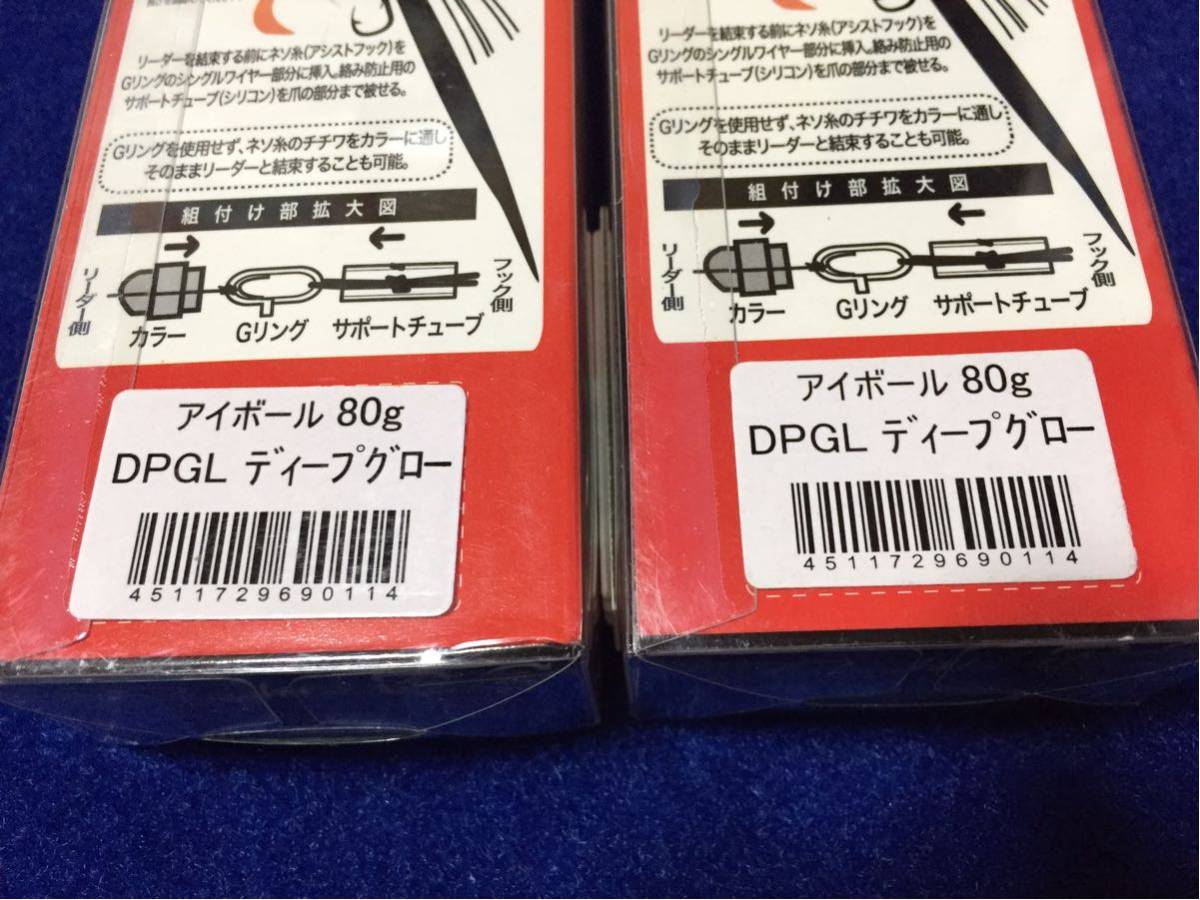 リーダーを結束する前にネソ糸(アシストフック)を
Gリングのシングルワイヤー部分に挿入。絡み防止用の
サポートチューブ(シリコン)を爪の部分まで被せる。
Gリングを使用せず、ネソ糸のチチワをカラーに通し
そのままリーダーと結束することも可能。
組付け部拡大図
リーダー側
カラー
Gリング
サポートチューブ
フック側
アイボール 80g
DPGL ディープグロー
4511729690114
リーダーを結束する前にネソ糸(アシストフック)を
Gリングのシングルワイヤー部分に挿入。絡み防止用の
サポートチューブ(シリコン)を爪の部分まで被せる。
Gリングを使用せず、ネソ糸のチチワをカラーに通し
そのままリーダーと結束することも可能。
組付け部拡大図
リーダー側
カラー
Gリング
サポートチューブ
フック側
アイボール 80g
DPGL ディープグロー
4511729690114